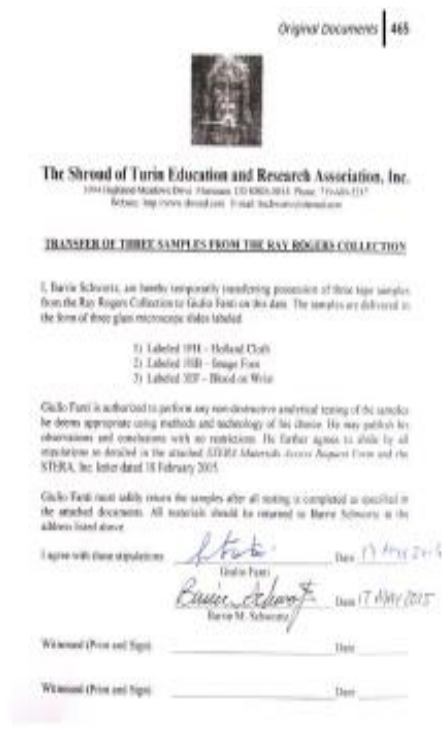 Original Documents 465
The Shroud of Turin Education and Research Association, Inc.
TRANSFER OF THREE SAMPLES FROM THE RAY ROGERS COLLECTION
I, Barrie Schwortz, am hereby temporarily transferring possession of three tape samples
from the Ray Rogers Collection to Giulio Fanti on this date. The samples are delivered in
the form of three glass microscope slides labeled
1) Labeled - Holland Cloth
2) Labeled - Image Foot
3) Labeled - Blood on Wrist
Giulio Fanti is authorized to perform any non-destructive analytical testing of the samples
he deems appropriate using methods and technology of his choice. He may publish his
observations and conclusions with no restrictions. He further agrees to abide by all
stipulations as detailed in the attached STERA Materials Access Request Form and the
STERA, Inc. letter dated 18 February 2015.
Giulio Fanti must safely return the samples after all testing is completed as specified in
the attached documents. All materials should be returned to Barrie Schwortz at the
address listed above.
I agree with these stipulations Date 17
Giulio Fanti
Barrie Schwortz Date 17 MAY 2015
Barrie M. Schwortz
Witnessed (Print and Sign) Date
Witnessed (Print and Sign) Date